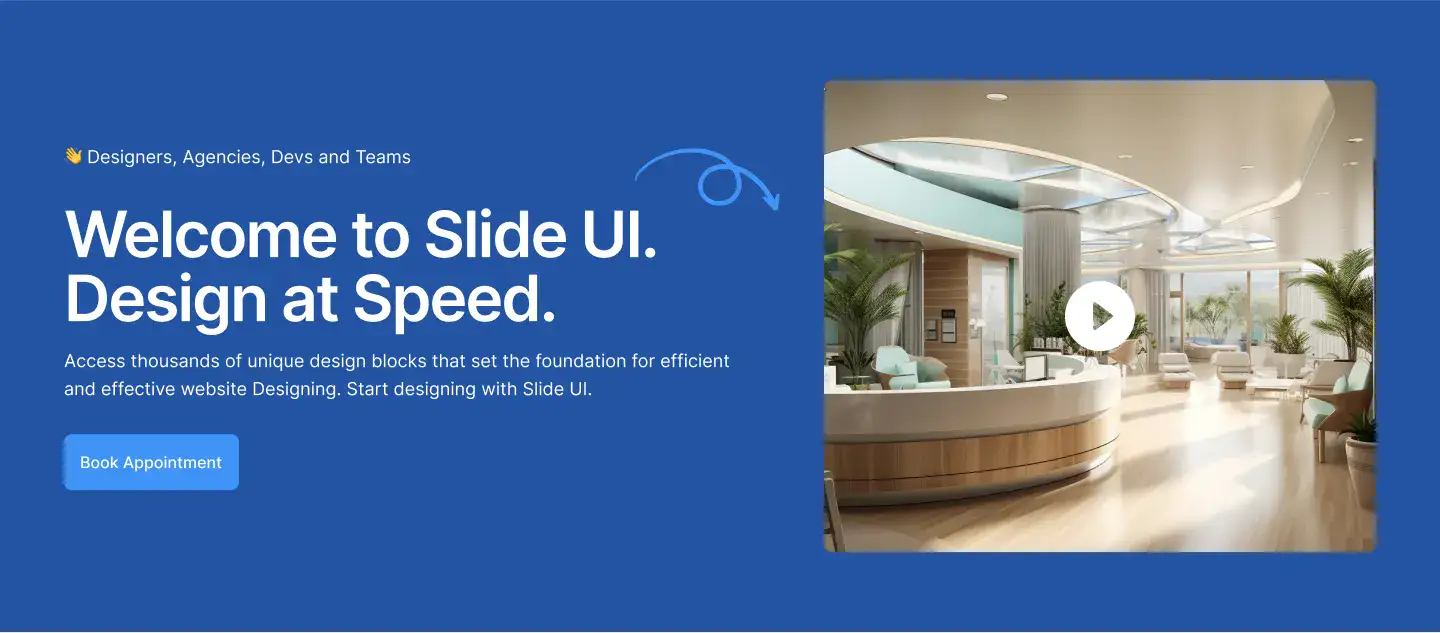 👋 Designers, Agencies, Devs and Teams
Welcome to Slide UI.
Design at Speed.
Access thousands of unique design blocks that set the foundation for efficient
and effective website Designing. Start designing with Slide UI.
Book Appointment